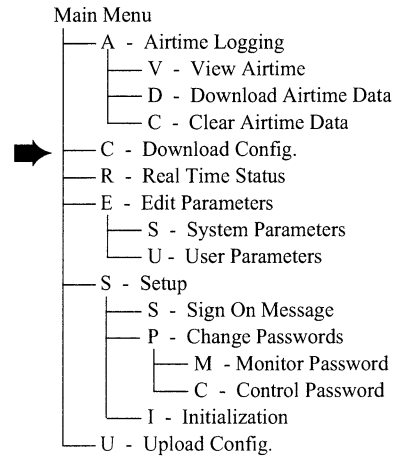 Main Menu
A - Airtime Logging
V - View Airtime
D - Download Airtime Data
C - Clear Airtime Data
C - Download Config.
R - Real Time Status
E - Edit Parameters
S - System Parameters
U - User Parameters
S - Setup
S - Sign On Message
P - Change Passwords
M - Monitor Password
C - Control Password
I - Initialization
U - Upload Config.